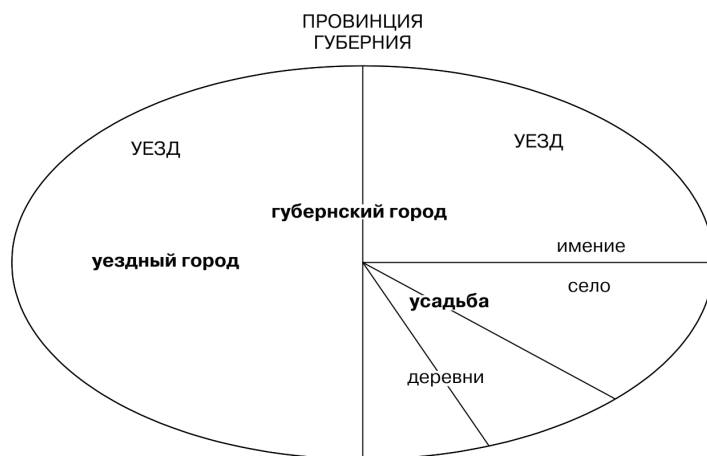 ПРОВИНЦИЯ
ГУБЕРНИЯ
УЕЗД
УЕЗД
губернский город
уездный город
имение
село
усадьба
деревни